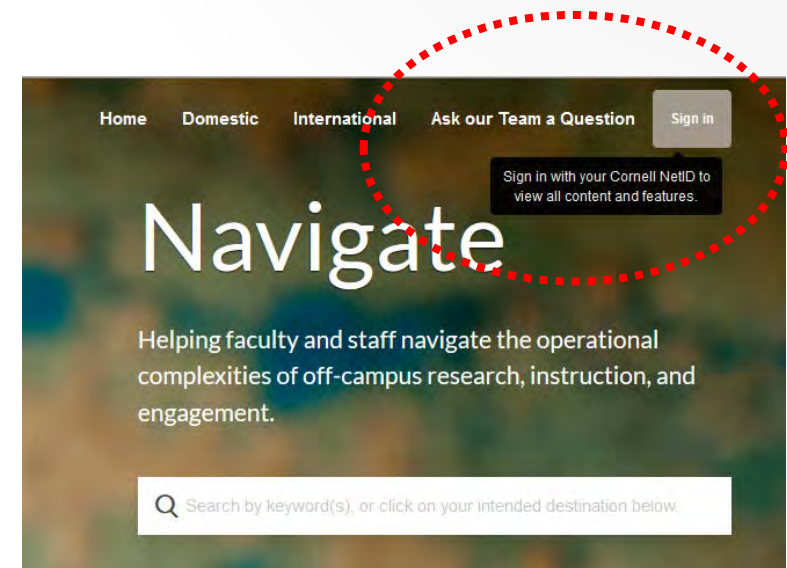 Home Domestic International Ask our Team a Question Sign in
Sign in with your Cornell NetID to
view all content and features.
Navigate
Helping faculty and staff navigate the operational
complexities of off-campus research, instruction, and
engagement.
Search by keyword(s), or click on your intended destination below.